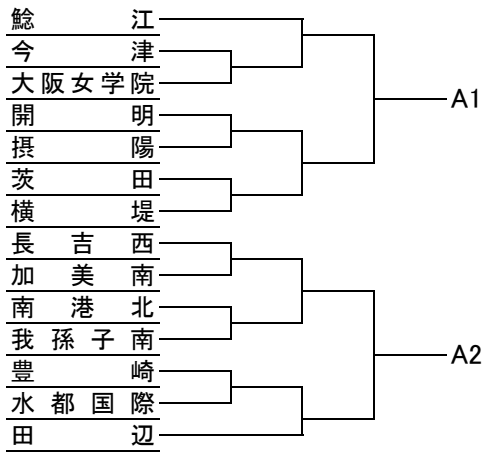 鯰江
今津
大阪女学院
開明
摂陽
茨田
横堤
長吉西
加美南
南港北
我孫子南
豊崎
水都国際
田辺
A1
A2